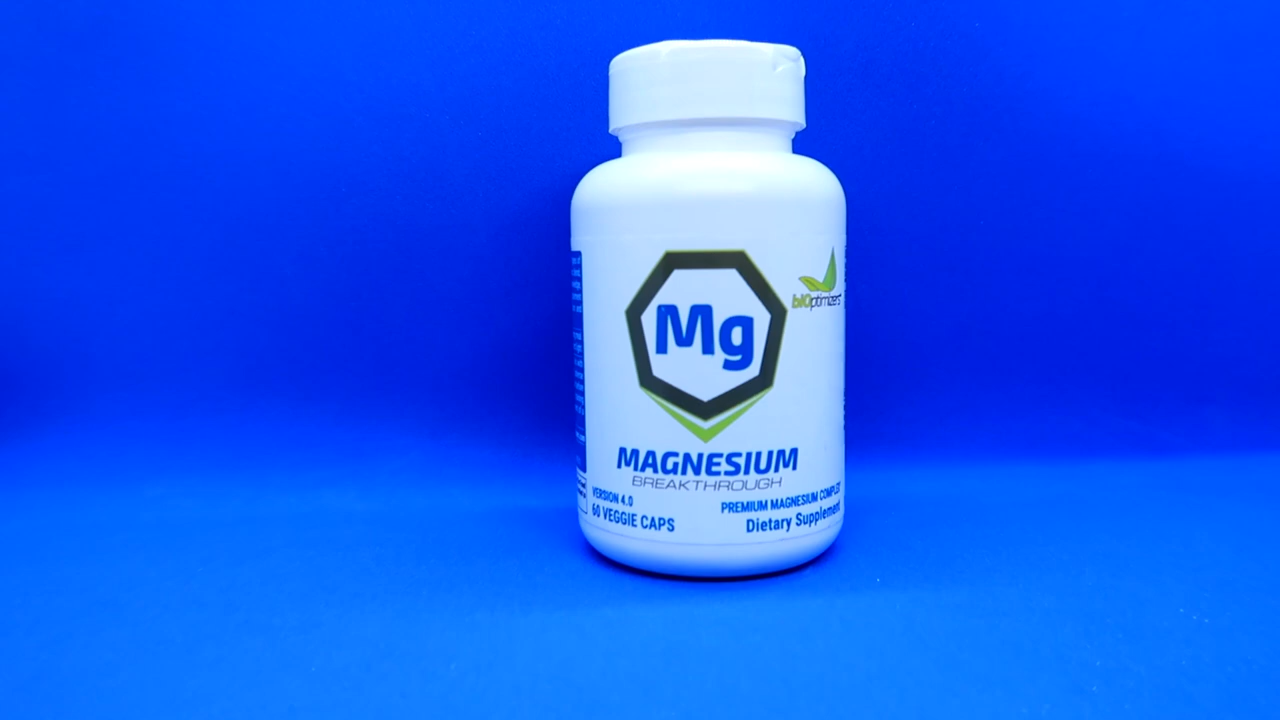 Mg
biOptimizers
MAGNESIUM
BREAKTHROUGH
VERSION 4.0
60 VEGGIE CAPS
PREMIUM MAGNESIUM COMPLEX
Dietary Supplement